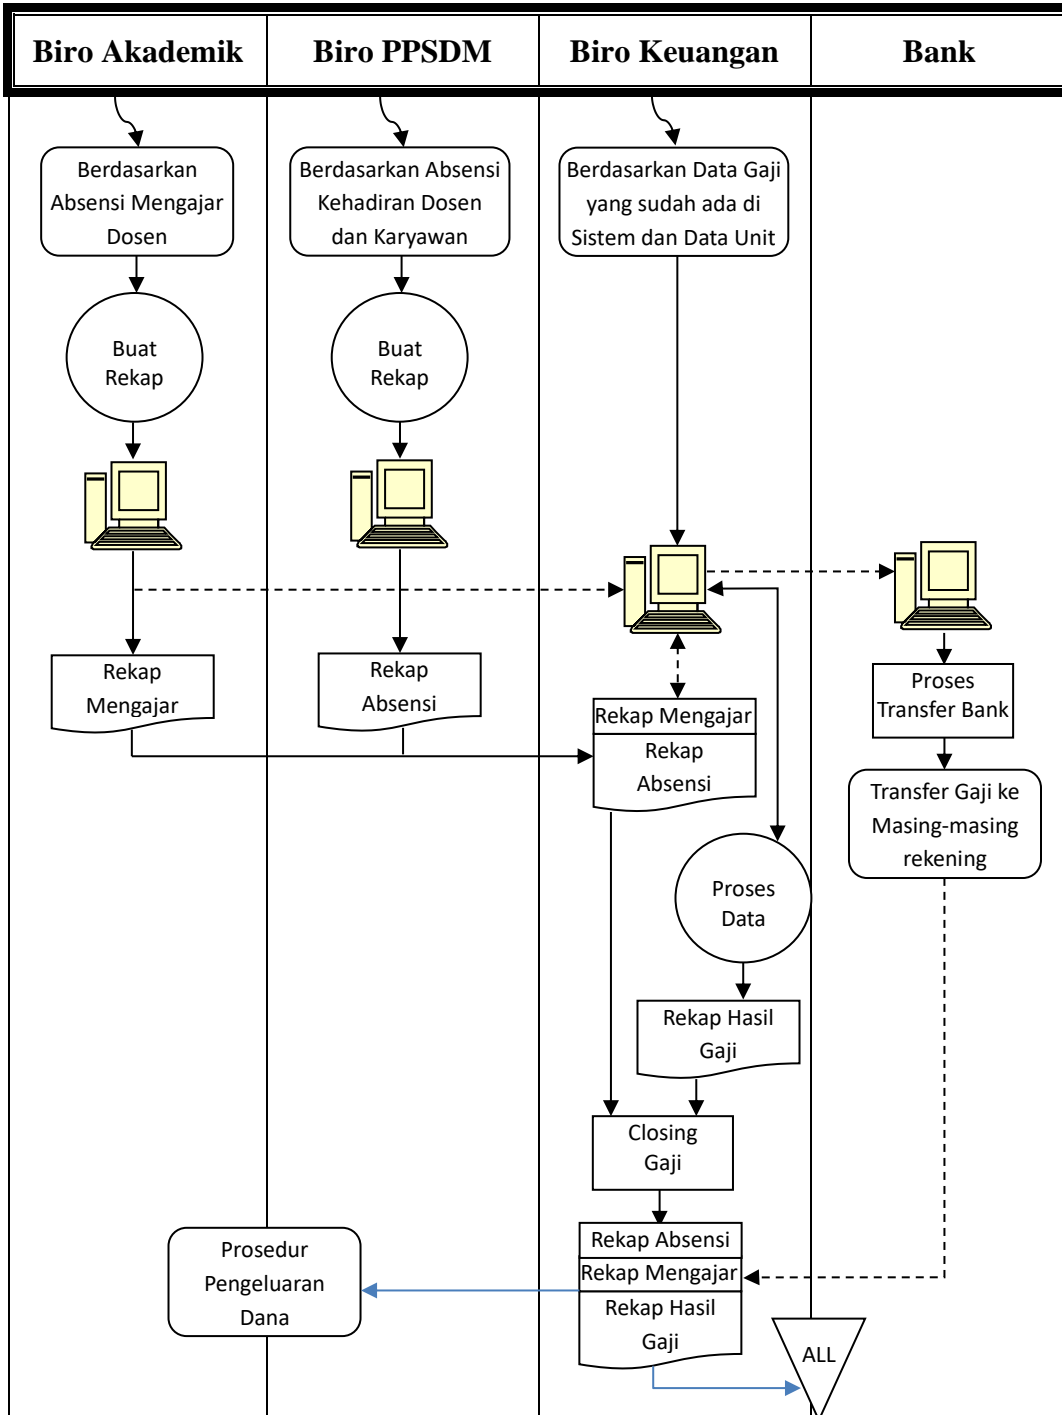 Biro Akademik
Biro PPSDM
Biro Keuangan
Bank
Berdasarkan
Absensi Mengajar
Dosen
Berdasarkan Absensi
Kehadiran Dosen
dan Karyawan
Berdasarkan Data Gaji
yang sudah ada di
Sistem dan Data Unit
Buat
Rekap
Buat
Rekap
Rekap
Mengajar
Rekap
Absensi
Rekap Mengajar
Rekap
Absensi
Proses
Transfer Bank
Transfer Gaji ke
Masing-masing
rekening
Proses
Data
Rekap Hasil
Gaji
Closing
Gaji
Prosedur
Pengeluaran
Dana
Rekap Absensi
Rekap Mengajar
Rekap Hasil
Gaji
ALL